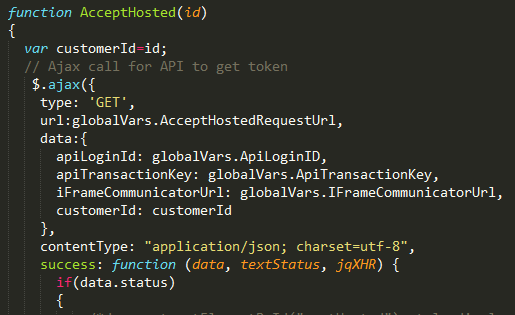 function AcceptHosted(id)
{
var customerId=id;
// Ajax call for API to get token
$.ajax({
type: 'GET',
url:globalVars.AcceptHostedRequestUrl,
data:{
apiLoginId: globalVars.ApiLoginID,
apiTransactionKey: globalVars.ApiTransactionKey,
iFrameCommunicatorUrl: globalVars.IFrameCommunicatorUrl,
customerId: customerId
},
contentType: "application/json; charset=utf-8",
success: function (data, textStatus, jqXHR) {
if(data.status)
{